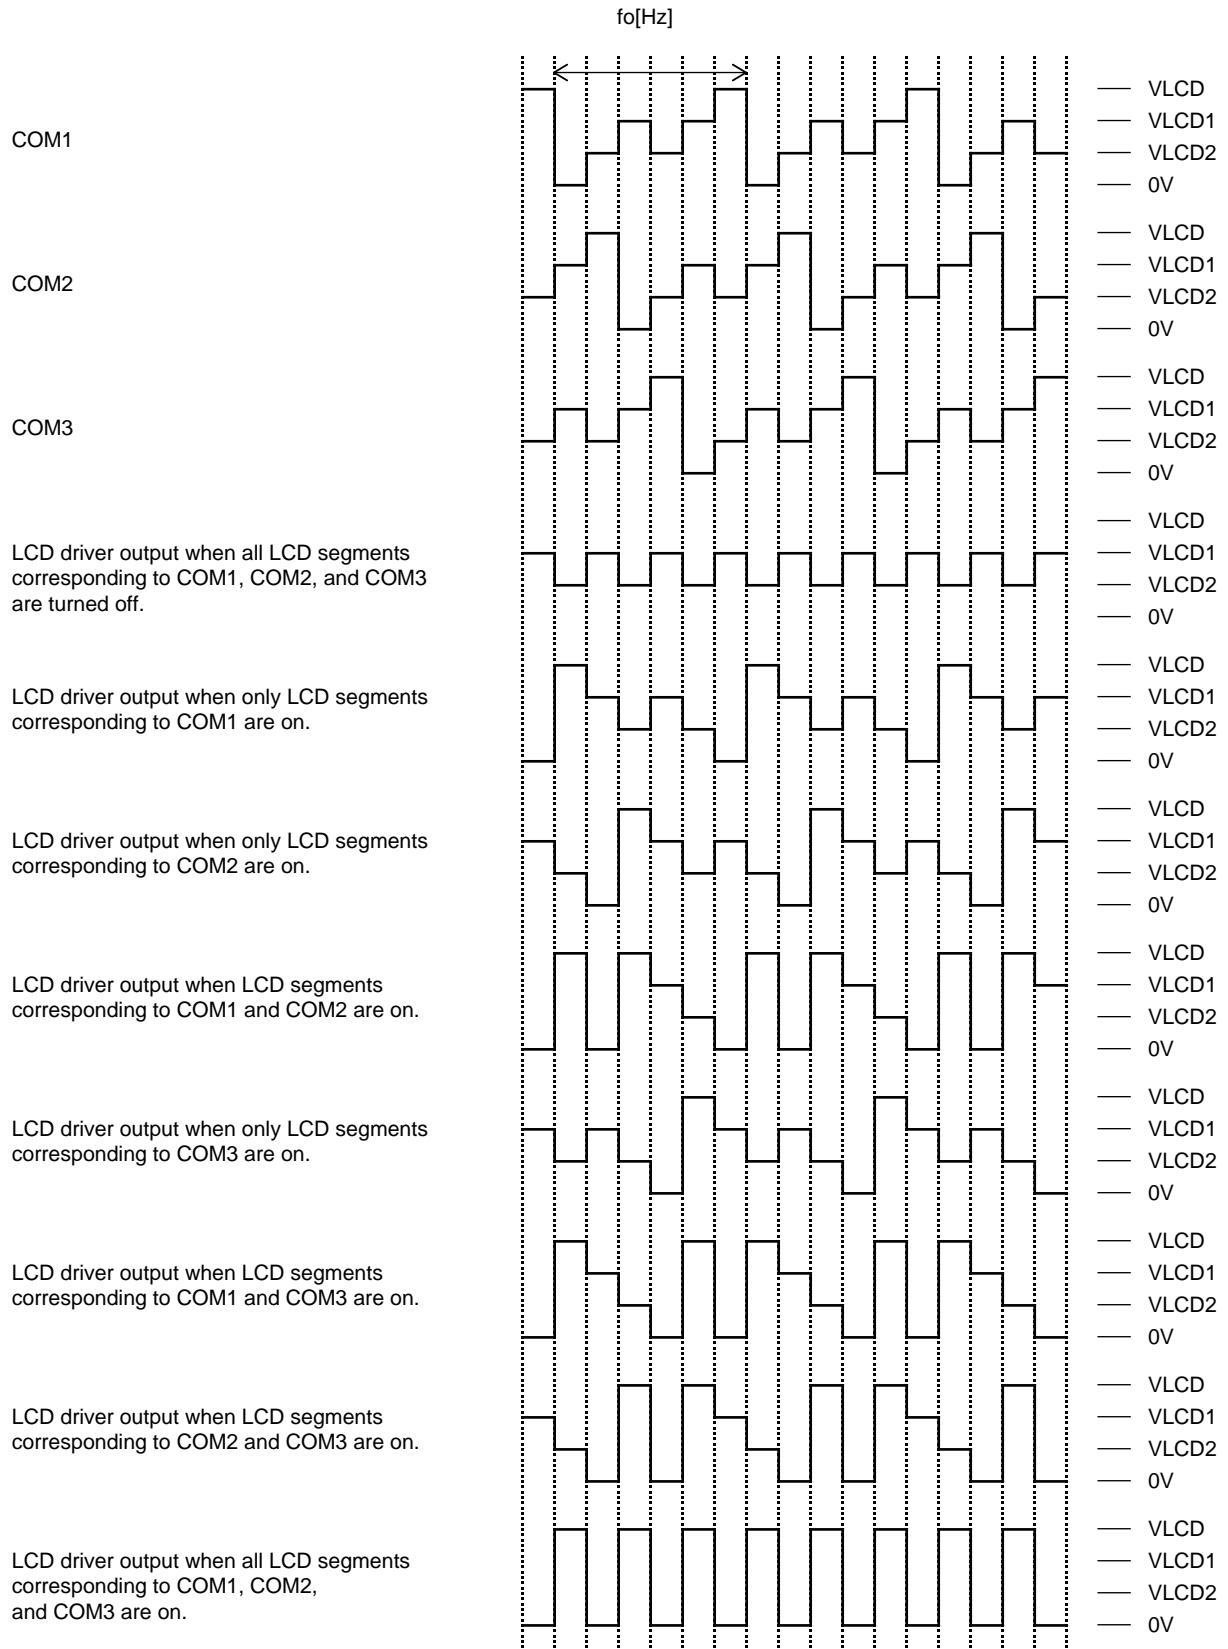 fo[Hz]
COM1
VLCD
VLCD1
VLCD2
0V
COM2
VLCD
VLCD1
VLCD2
0V
COM3
VLCD
VLCD1
VLCD2
0V
LCD driver output when all LCD segments
corresponding to COM1, COM2, and COM3
are turned off.
VLCD
VLCD1
VLCD2
0V
LCD driver output when only LCD segments
corresponding to COM1 are on.
VLCD
VLCD1
VLCD2
0V
LCD driver output when only LCD segments
corresponding to COM2 are on.
VLCD
VLCD1
VLCD2
0V
LCD driver output when LCD segments
corresponding to COM1 and COM2 are on.
VLCD
VLCD1
VLCD2
0V
LCD driver output when only LCD segments
corresponding to COM3 are on.
VLCD
VLCD1
VLCD2
0V
LCD driver output when LCD segments
corresponding to COM1 and COM3 are on.
VLCD
VLCD1
VLCD2
0V
LCD driver output when LCD segments
corresponding to COM2 and COM3 are on.
VLCD
VLCD1
VLCD2
0V
LCD driver output when all LCD segments
corresponding to COM1, COM2,
and COM3 are on.
VLCD
VLCD1
VLCD2
0V